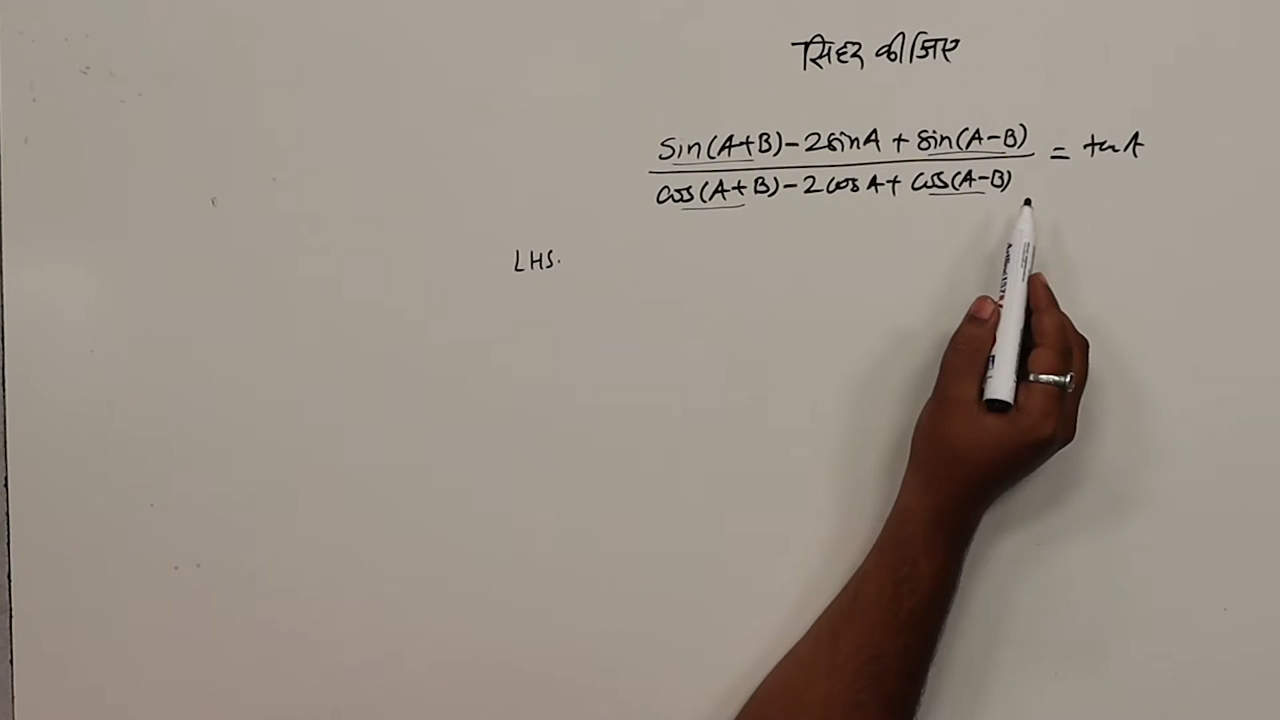 सिद्ध कीजिए
sin(A+B)-2sinA + sin(A-B)
cos(A+B)-2cosA+ cos(A-B)
= tanA
LHS.